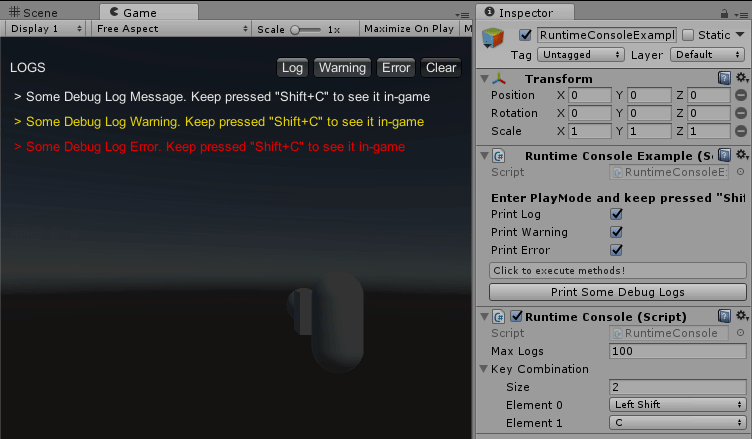 Scene
Game
Display 1
Free Aspect
Scale
1x
Maximize On Play
M
LOGS
Log
Warning
Error
Clear
> Some Debug Log Message. Keep pressed "Shift+C" to see it in-game
> Some Debug Log Warning. Keep pressed "Shift+C" to see it in-game
> Some Debug Log Error. Keep pressed "Shift+C" to see it in-game
Inspector
RuntimeConsoleExampl
Static
Tag
Untagged
Layer
Default
Transform
Position X 0 Y 0 Z 0
Rotation X 0 Y 0 Z 0
Scale X 1 Y 1 Z 1
Runtime Console Example (Sc
Script
RuntimeConsoleE
Enter PlayMode and keep pressed "Shif
Print Log
Print Warning
Print Error
Click to execute methods!
Print Some Debug Logs
Runtime Console (Script)
Script
RuntimeConsole
Max Logs
100
Key Combination
Size
2
Element 0
Left Shift
Element 1
C